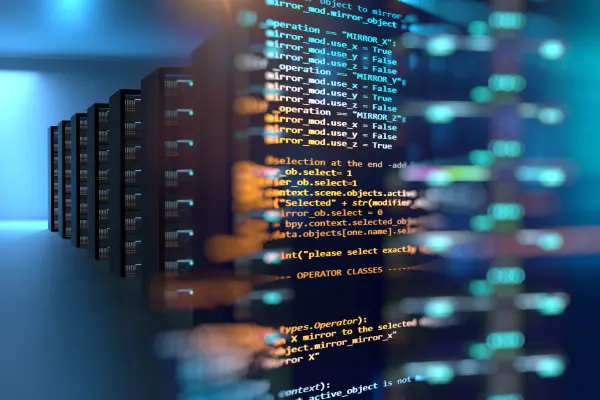 object to mirror
mirror_mod.mirror_object
operation == "MIRROR_X":
mirror_mod.use_x = True
mirror_mod.use_y = False
mirror_mod.use_z = False
_operation == "MIRROR_Y":
mirror_mod.use_x = False
mirror_mod.use_y = True
mirror_mod.use_z = False
_operation == "MIRROR_Z":
mirror_mod.use_x = False
mirror_mod.use_y = False
mirror_mod.use_z = True
selection at the end -add
_ob.select= 1
er_ob.select=1
context.scene.objects.active
("Selected" + str(modifier
mirror_ob.select = 0
bpy.context.selected_ob
data.objects[one.name].sel
int("please select exactly
--- OPERATOR CLASSES ----
types.Operator):
X mirror to the selected
object.mirror_mirror_x"
ror X"
context):
active_object is not